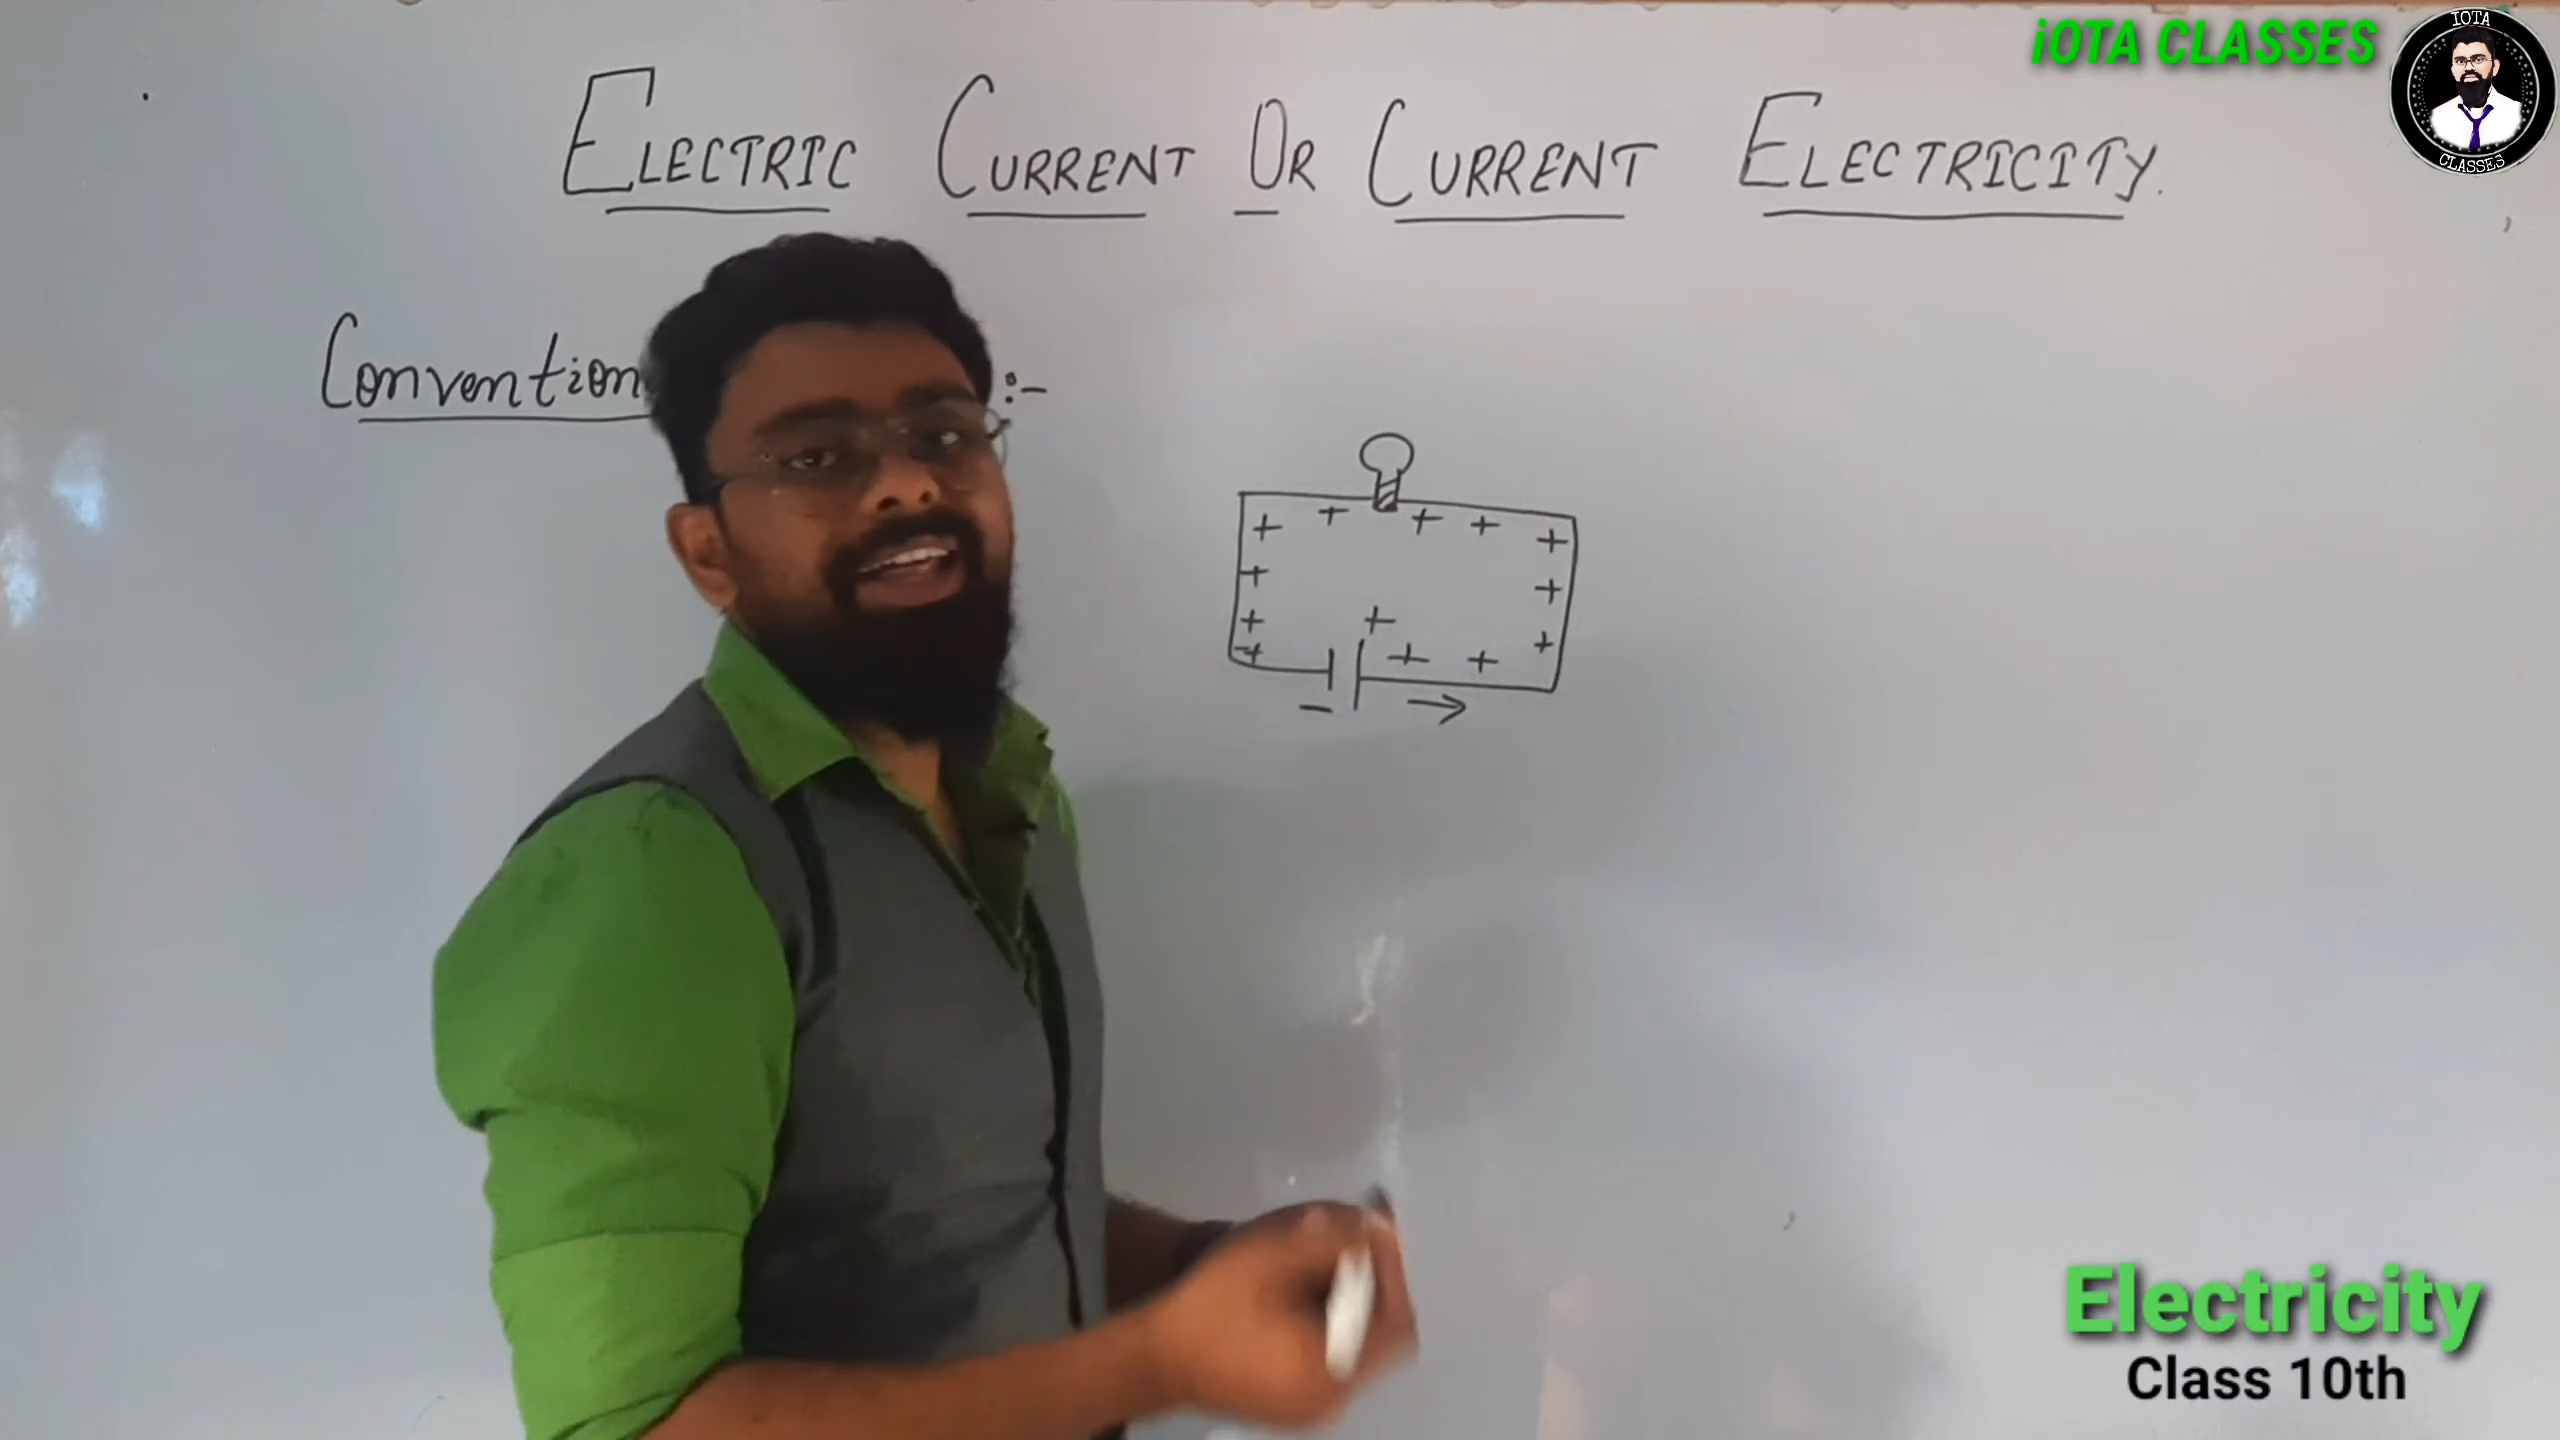 iOTA CLASSES
IOTA
CLASSES
ELECTRIC CURRENT OR CURRENT ELECTRICITY.
Convention :-
+ + + + +
+ +
+ + +
+ + +
- →
Electricity
Class 10th